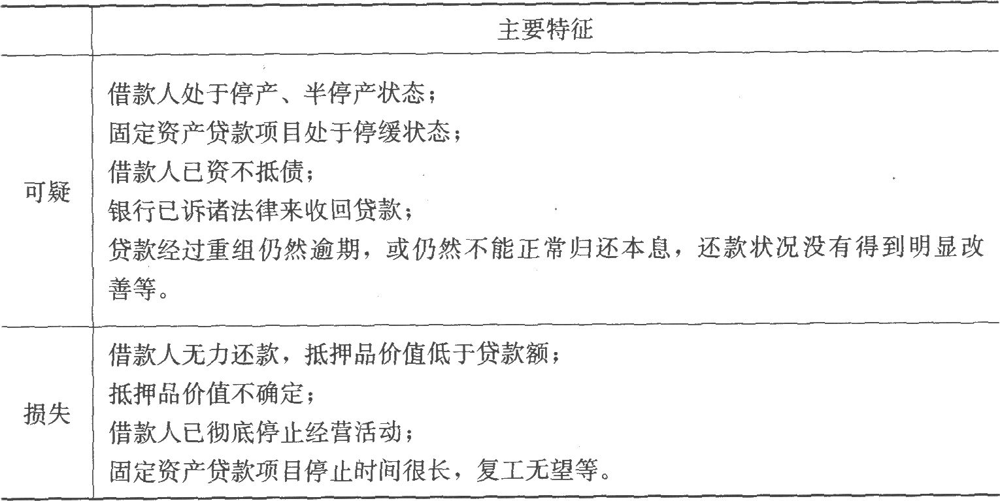 主要特征
可疑
借款人处于停产、半停产状态；
固定资产贷款项目处于停缓状态；
借款人已资不抵债；
银行已诉诸法律来收回贷款；
贷款经过重组仍然逾期，或仍然不能正常归还本息，还款状况没有得到明显改
善等。
损失
借款人无力还款，抵押品价值低于贷款额；
抵押品价值不确定；
借款人已彻底停止经营活动；
固定资产贷款项目停止时间很长，复工无望等。